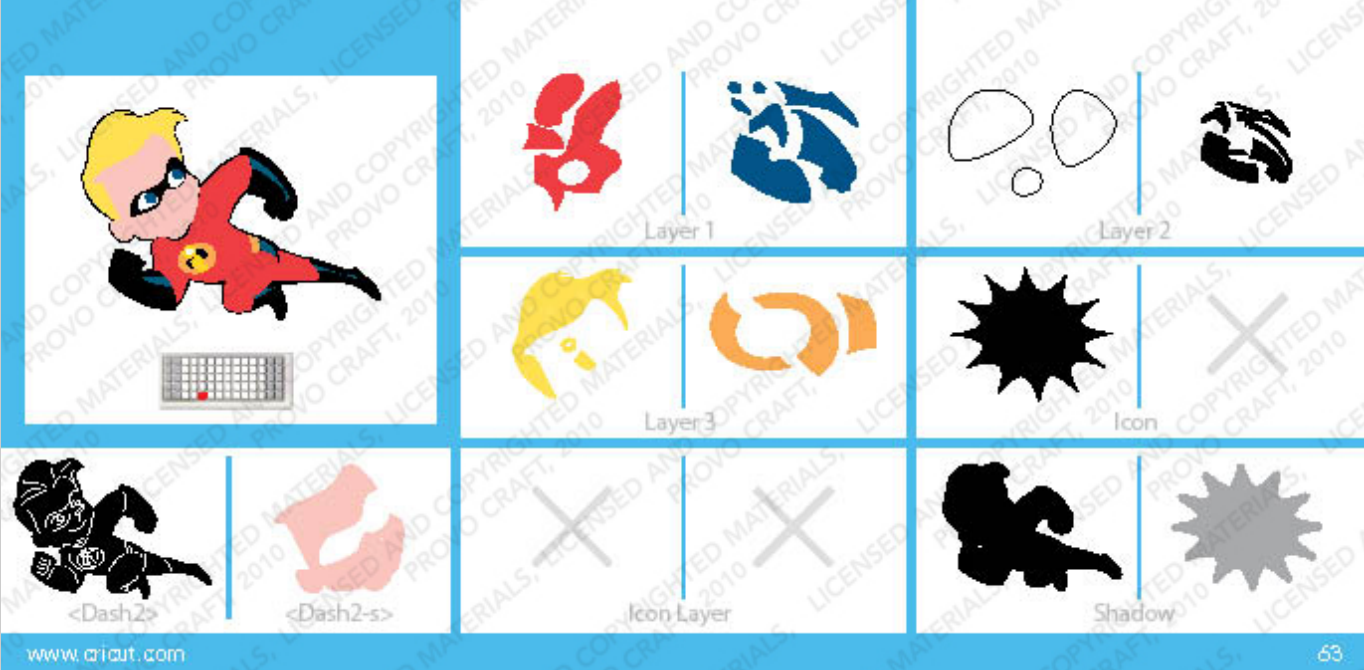 LICENSED AND COPYRIGHTED MATERIALS, PROVO CRAFT, 2010
Layer 1
Layer 2
Layer 3
Icon
<Dash2>
<Dash2-s>
Icon Layer
Shadow
www.cricut.com
63